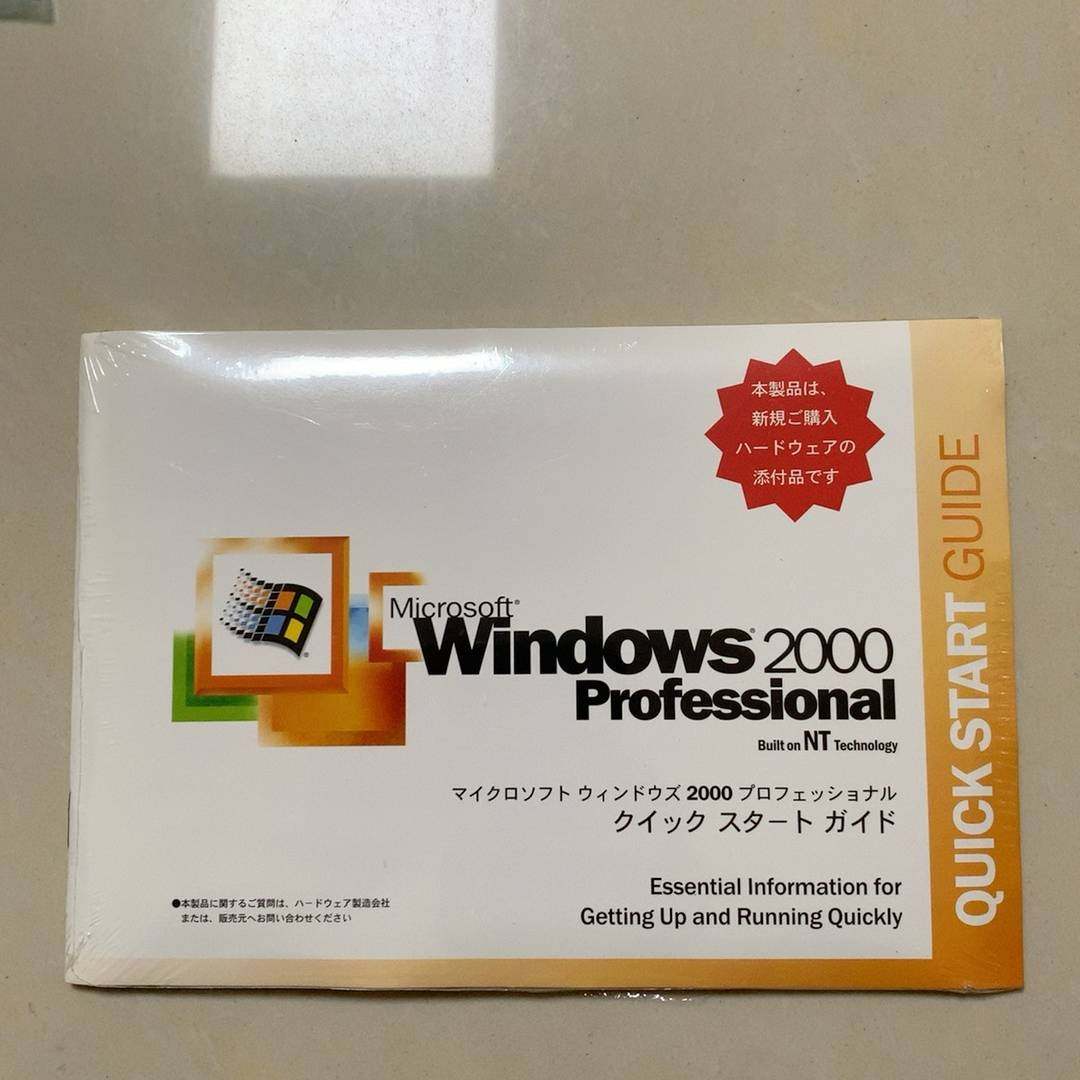 本製品は、
新規ご購入
ハードウェアの
添付品です
Microsoft®
Windows® 2000
Professional
Built on NT Technology
マイクロソフト ウィンドウズ 2000 プロフェッショナル
クイック スタート ガイド
Essential Information for
Getting Up and Running Quickly
●本製品に関するご質問は、ハードウェア製造会社
または、販売元へお問い合わせください
QUICK START GUIDE